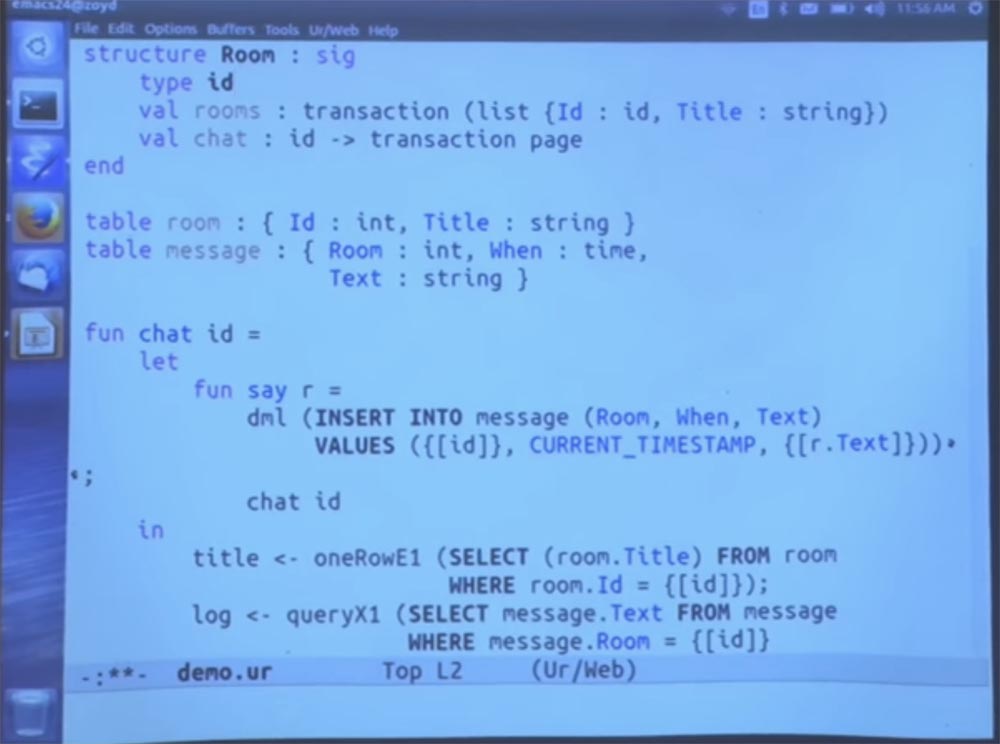 emacs24@zoyd
En 11:56 AM
File Edit Options Buffers Tools Ur/Web Help
structure Room : sig
    type id
    val rooms : transaction (list {Id : id, Title : string})
    val chat : id -> transaction page
end
table room : { Id : int, Title : string }
table message : { Room : int, When : time,
                  Text : string }
fun chat id =
    let
        fun say r =
            dml (INSERT INTO message (Room, When, Text)
                 VALUES ({[id]}, CURRENT_TIMESTAMP, {[r.Text]}))
;
            chat id
    in
        title <- oneRowE1 (SELECT (room.Title) FROM room
                           WHERE room.Id = {[id]});
        log <- queryX1 (SELECT message.Text FROM message
                        WHERE message.Room = {[id]}
-:**-  demo.ur        Top L2     (Ur/Web)